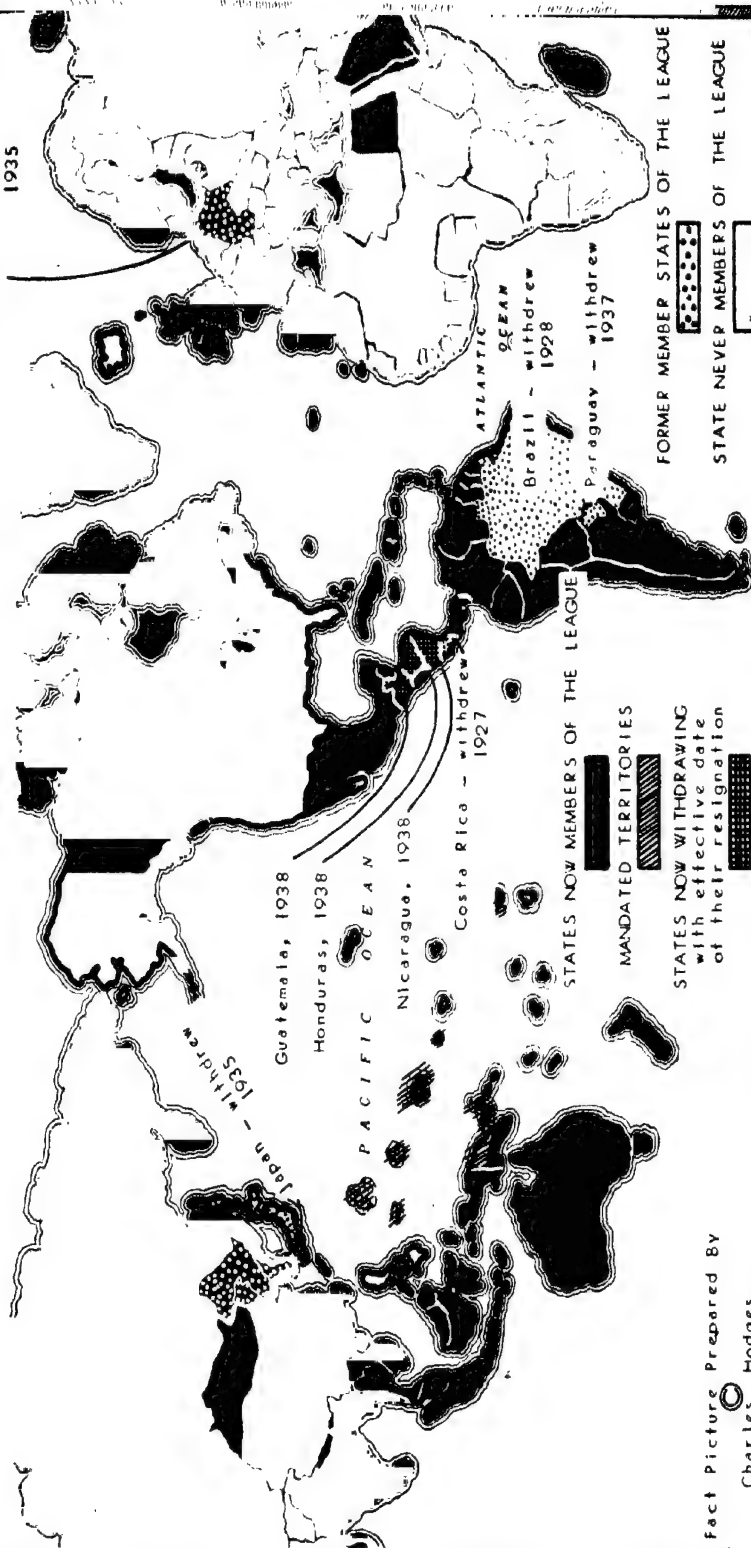 1935
Japan - withdrew
1935
Guatemala, 1938
Honduras, 1938
PACIFIC OCEAN
Nicaragua, 1938
Costa Rica - withdrew
1927
ATLANTIC
OCEAN
Brazil - withdrew
1928
Paraguay - withdrew
1937
STATES NOW MEMBERS OF THE LEAGUE
MANDATED TERRITORIES
STATES NOW WITHDRAWING
with effective date
of their resignation
FORMER MEMBER STATES OF THE LEAGUE
STATE NEVER MEMBERS OF THE LEAGUE
Fact Picture Prepared By
© Charles Hodges